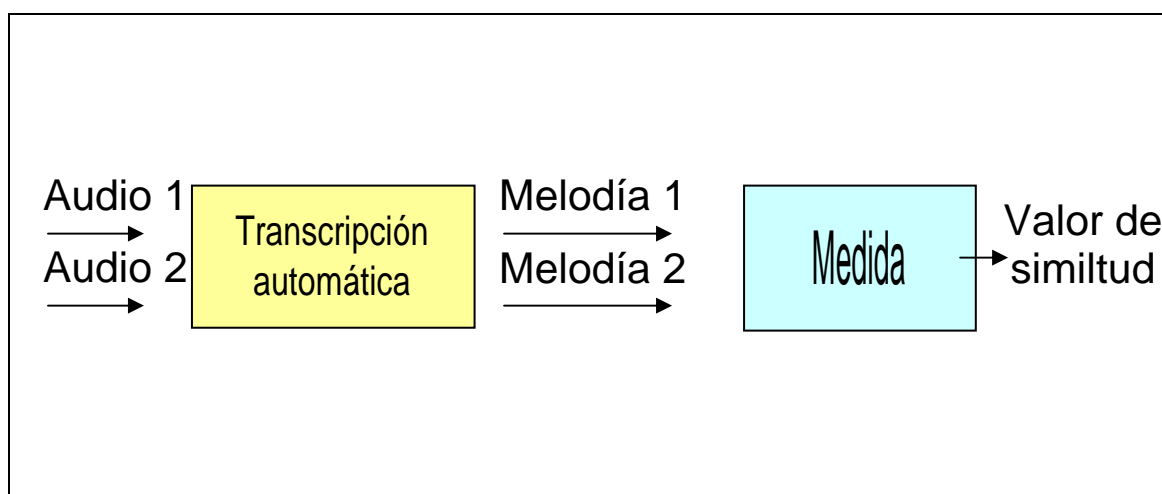 Audio 1
Audio 2
Transcripción
automática
Melodía 1
Melodía 2
Medida
Valor de
similtud